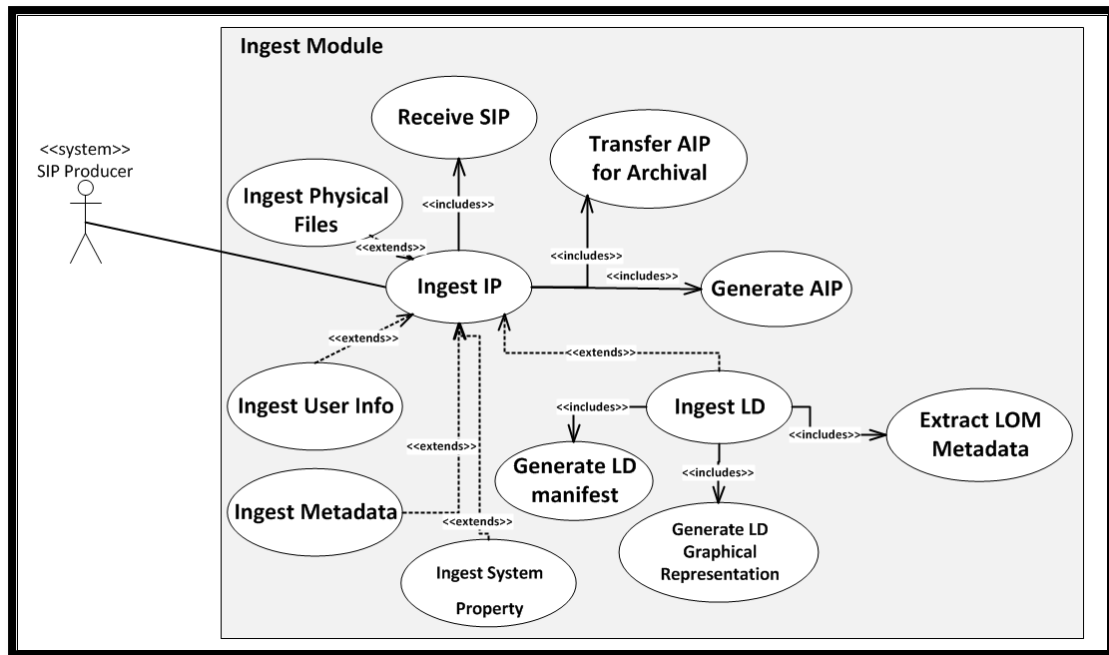 Ingest Module
<<system>>
SIP Producer
Receive SIP
Transfer AIP
for Archival
Ingest Physical
Files
<<includes>>
<<extends>>
<<includes>>
<<includes>>
Ingest IP
Generate AIP
<<extends>>
<<extends>>
Ingest User Info
Ingest LD
<<includes>>
<<includes>>
Extract LOM
Metadata
<<extends>>
Generate LD
manifest
<<includes>>
Ingest Metadata
<<extends>>
Generate LD
Graphical
Representation
Ingest System
Property